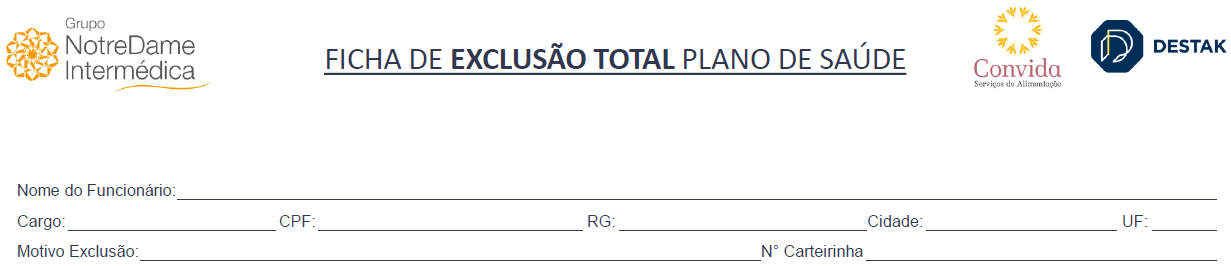 Grupo
NotreDame
Intermédica
FICHA DE EXCLUSÃO TOTAL PLANO DE SAÚDE
Convida
Serviços de Alimentação
DESTAK
Nome do Funcionário:
Cargo: CPF: RG: Cidade: UF:
Motivo Exclusão: N° Carteirinha